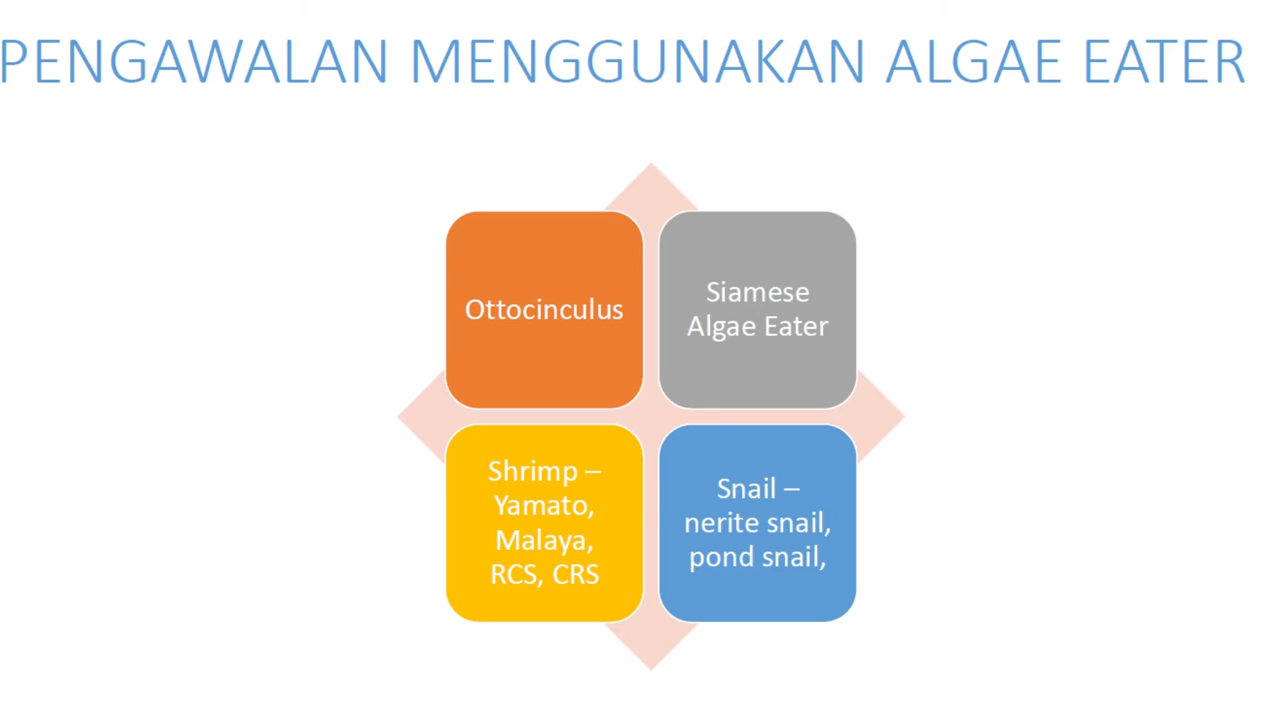 PENGAWALAN MENGGUNAKAN ALGAE EATER
Ottocinculus
Siamese
Algae Eater
Shrimp –
Yamato,
Malaya,
RCS, CRS
Snail –
nerite snail,
pond snail,